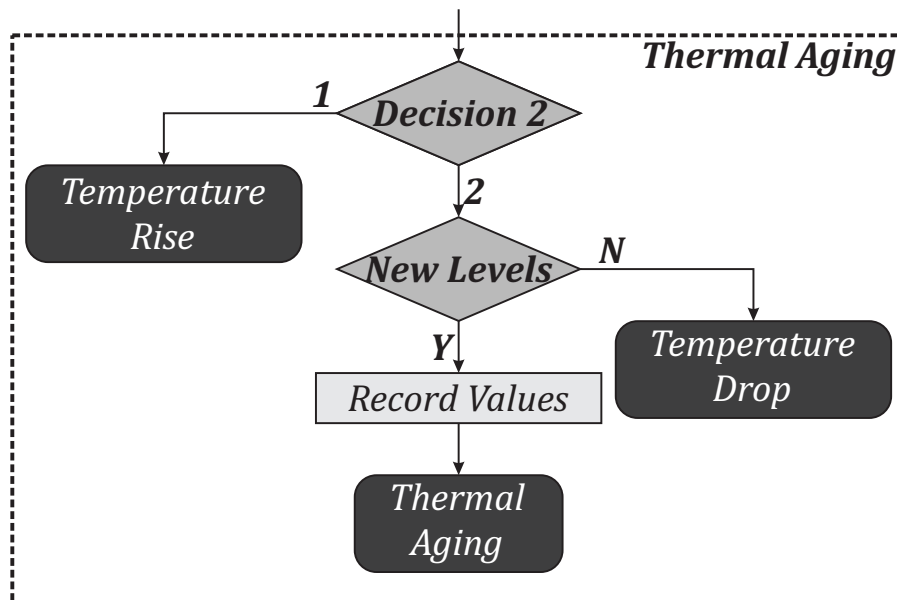 Thermal Aging
1
Decision 2
Temperature
Rise
2
New Levels
N
Temperature
Drop
Y
Record Values
Thermal
Aging